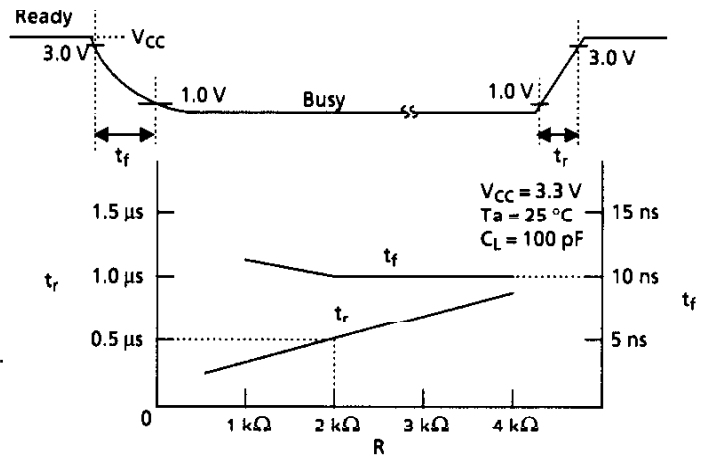 Ready
VCC
3.0 V
3.0 V
1.0 V
Busy
1.0 V
tf
tr
VCC = 3.3 V
Ta = 25 °C
CL = 100 pF
1.5 µs
15 ns
tf
tr
1.0 µs
10 ns
tf
tr
0.5 µs
5 ns
0
1 kΩ
2 kΩ
3 kΩ
4 kΩ
R